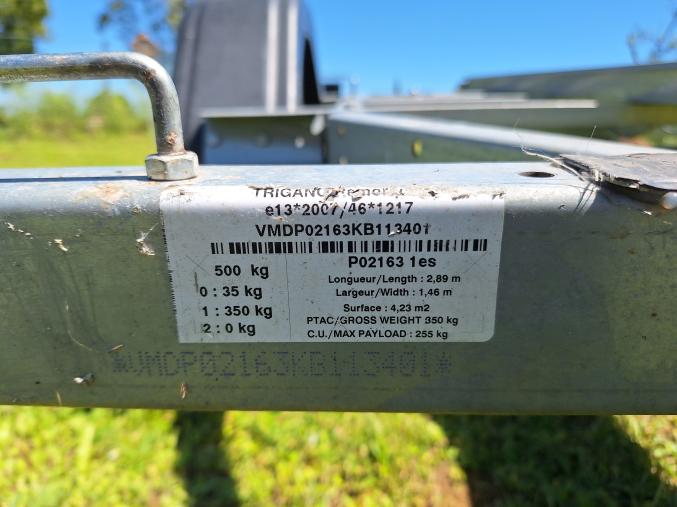 TRIGANO Remorques
e13*2007/46*1217
VMDP02163KB113401
500 kg
0 : 35 kg
1 : 350 kg
2 : 0 kg
P02163 1es
Longueur/Length : 2,89 m
Largeur/Width : 1,46 m
Surface : 4,23 m2
PTAC/GROSS WEIGHT 350 kg
C.U./MAX PAYLOAD : 255 kg
*VMDP02163KB113401*